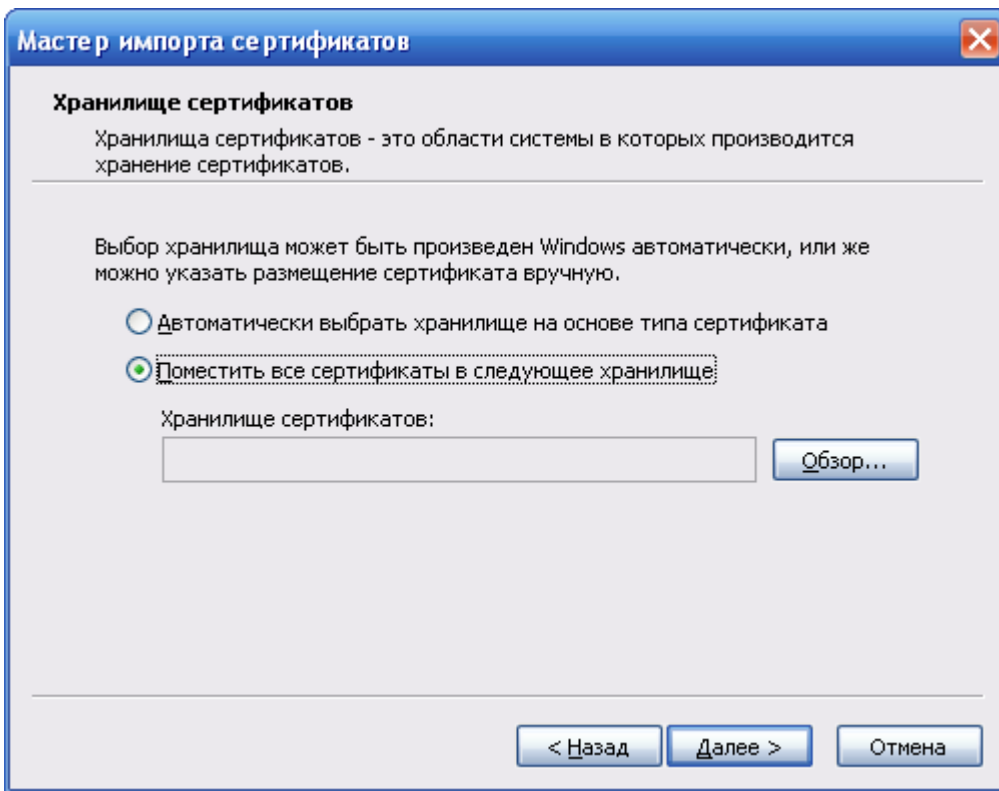 Мастер импорта сертификатов
Хранилище сертификатов
Хранилища сертификатов - это области системы в которых производится
хранение сертификатов.
Выбор хранилища может быть произведен Windows автоматически, или же
можно указать размещение сертификата вручную.
Автоматически выбрать хранилище на основе типа сертификата
Поместить все сертификаты в следующее хранилище
Хранилище сертификатов:
Обзор...
< Назад Далее > Отмена